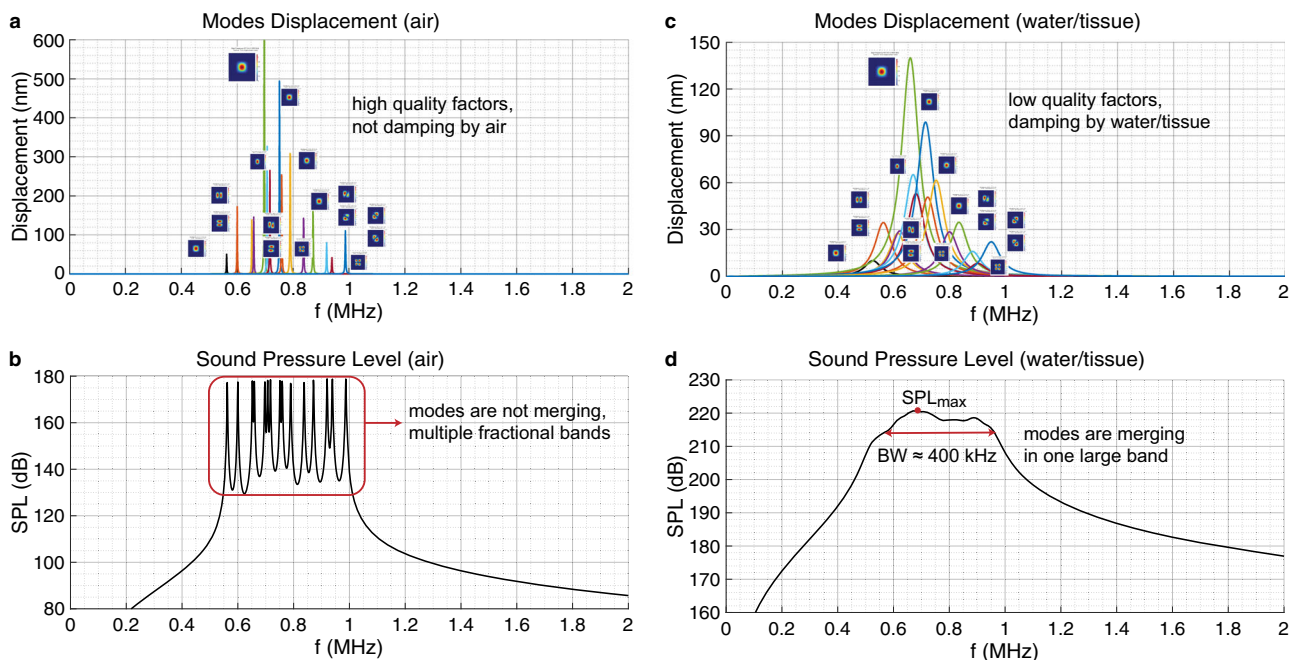 a
Modes Displacement (air)
Displacement (nm)
600
500
400
300
200
100
0
high quality factors,
not damping by air
0 0.2 0.4 0.6 0.8 1 1.2 1.4 1.6 1.8 2
f (MHz)
b
Sound Pressure Level (air)
SPL (dB)
180
160
140
120
100
80
modes are not merging,
multiple fractional bands
0 0.2 0.4 0.6 0.8 1 1.2 1.4 1.6 1.8 2
f (MHz)
c
Modes Displacement (water/tissue)
Displacement (nm)
150
120
90
60
30
0
low quality factors,
damping by water/tissue
0 0.2 0.4 0.6 0.8 1 1.2 1.4 1.6 1.8 2
f (MHz)
d
Sound Pressure Level (water/tissue)
SPL (dB)
230
220
210
200
190
180
170
160
SPLmax
BW ≈ 400 kHz
modes are merging
in one large band
0 0.2 0.4 0.6 0.8 1 1.2 1.4 1.6 1.8 2
f (MHz)